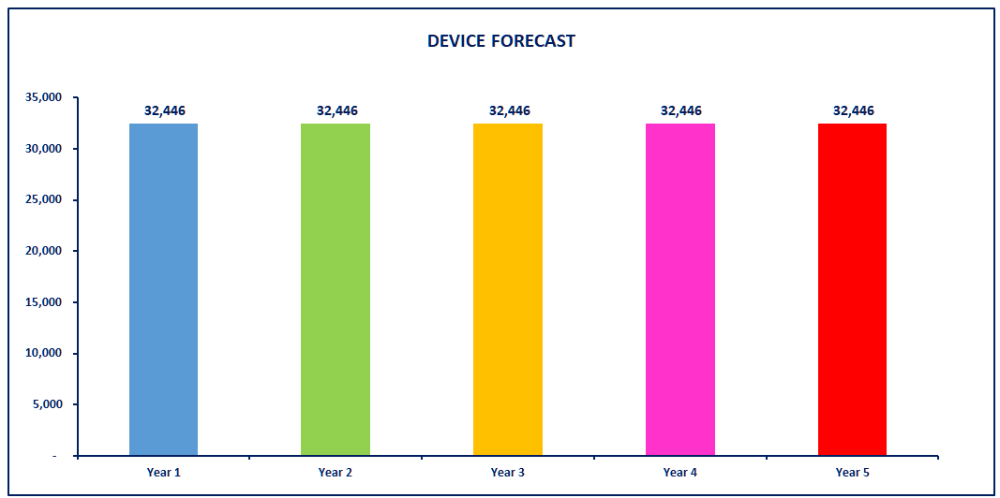 DEVICE FORECAST
35,000
32,446 32,446 32,446 32,446 32,446
30,000
25,000
20,000
15,000
10,000
5,000
-
Year 1 Year 2 Year 3 Year 4 Year 5